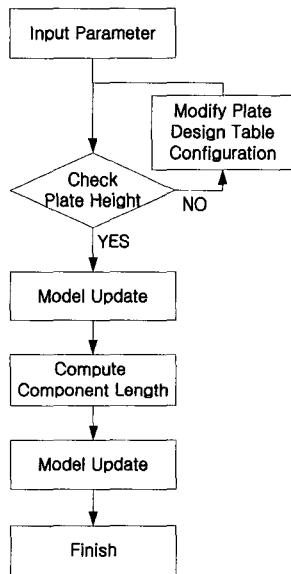 Input Parameter
Modify Plate
Design Table
Configuration
Check
Plate Height
NO
YES
Model Update
Compute
Component Length
Model Update
Finish